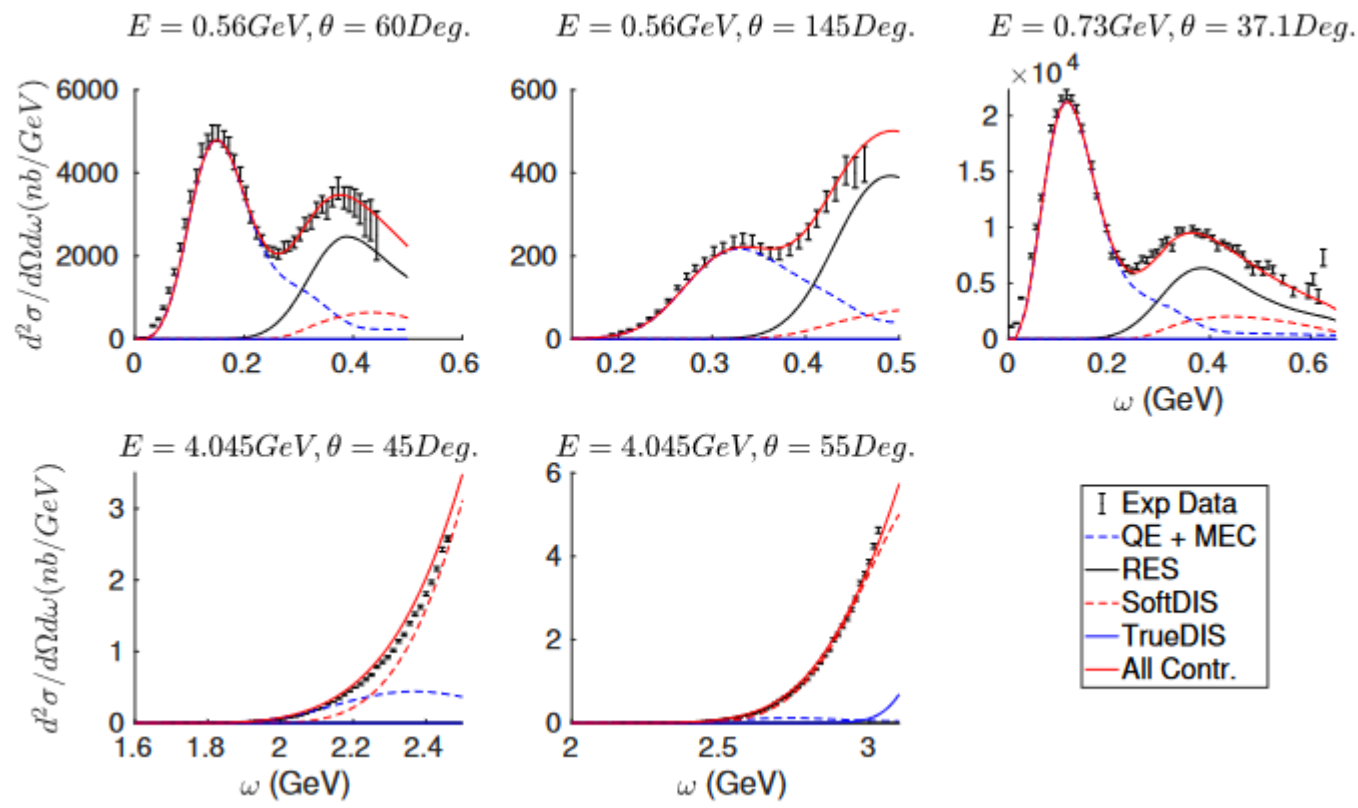 E = 0.56GeV, θ = 60Deg.
E = 0.56GeV, θ = 145Deg.
E = 0.73GeV, θ = 37.1Deg.
d²σ/dΩdω(nb/GeV)
6000
4000
2000
0
0 0.2 0.4 0.6
600
400
200
0
0.2 0.3 0.4 0.5
×10⁴
2
1.5
1
0.5
0
0 0.2 0.4 0.6
ω (GeV)
E = 4.045GeV, θ = 45Deg.
E = 4.045GeV, θ = 55Deg.
d²σ/dΩdω(nb/GeV)
3
2
1
0
1.6 1.8 2 2.2 2.4
ω (GeV)
6
4
2
0
2 2.5 3
ω (GeV)
Exp Data
QE + MEC
RES
SoftDIS
TrueDIS
All Contr.